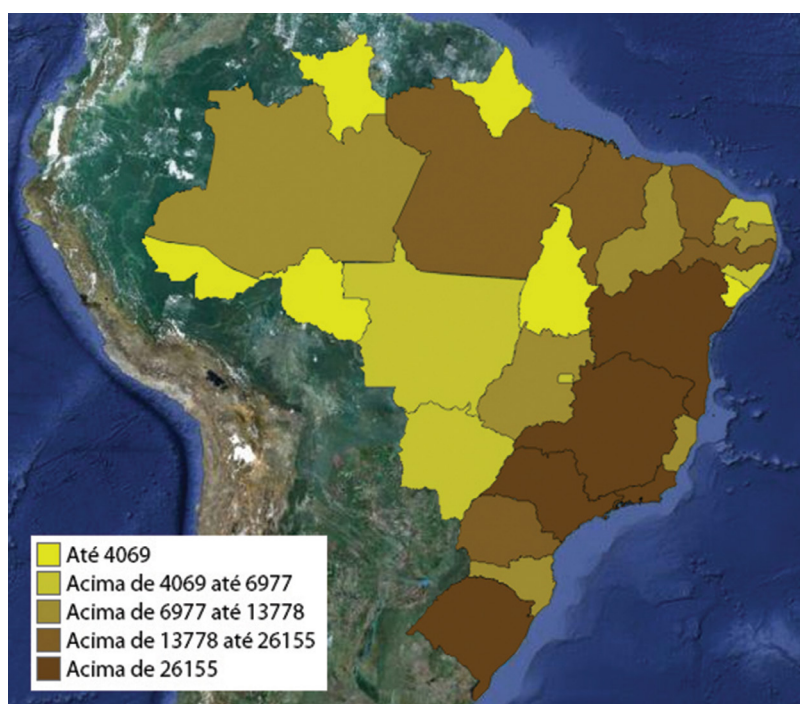 Até 4069
Acima de 4069 até 6977
Acima de 6977 até 13778
Acima de 13778 até 26155
Acima de 26155